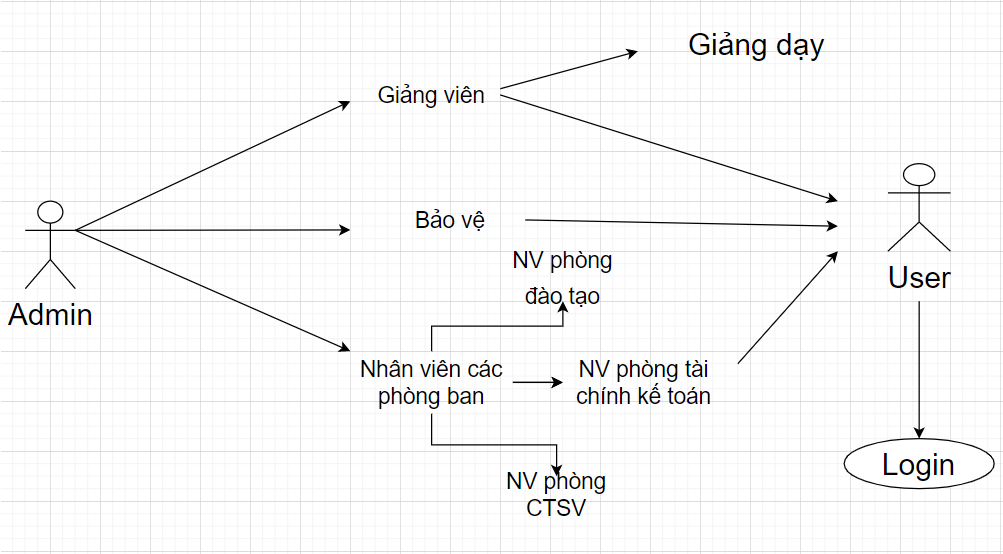 Giảng dạy
Giảng viên
Bảo vệ
NV phòng
đào tạo
User
Admin
Nhân viên các
phòng ban
NV phòng tài
chính kế toán
Login
NV phòng
CTSV